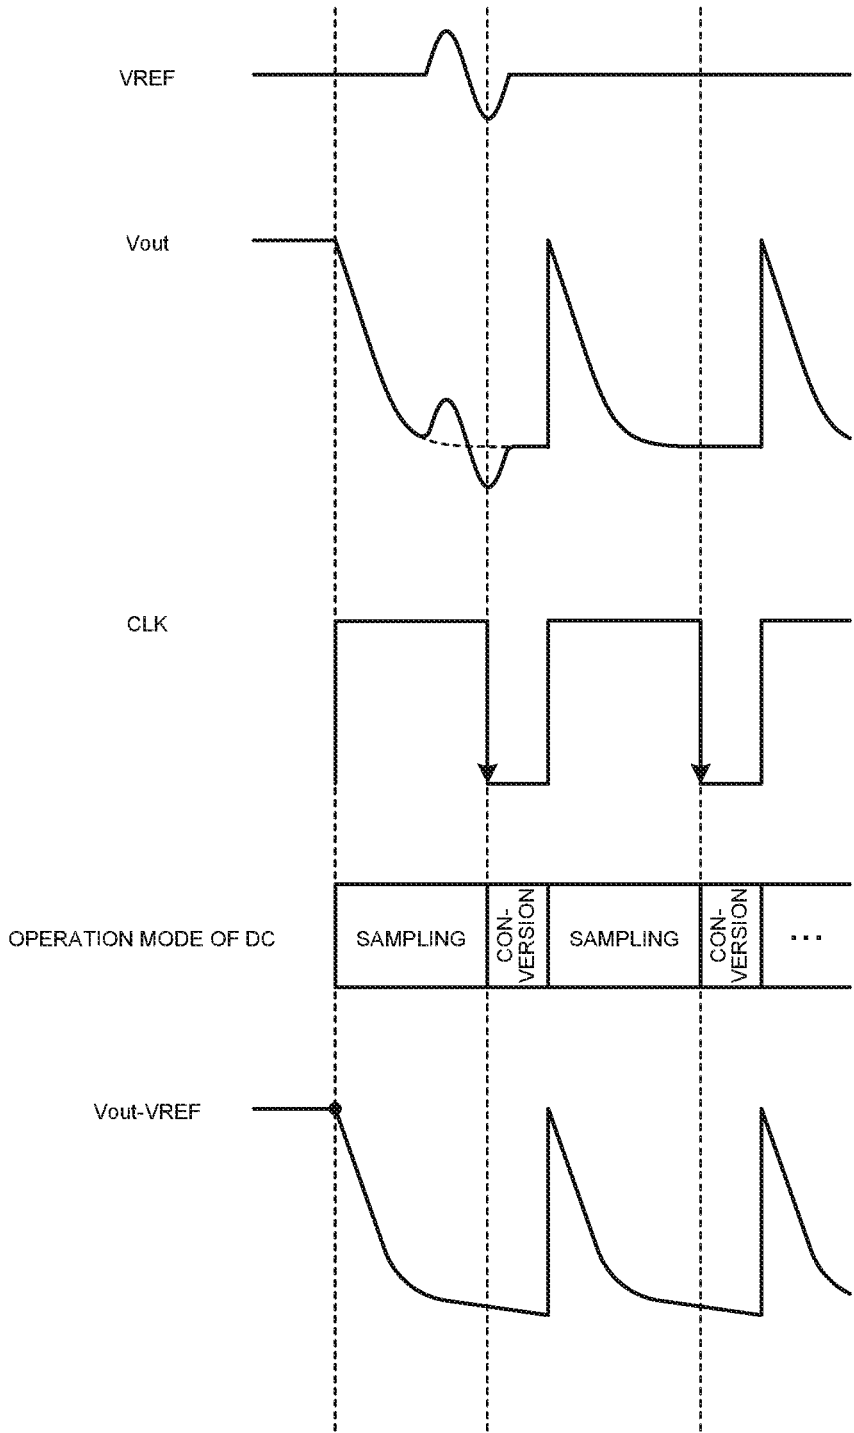 VREF
Vout
CLK
OPERATION MODE OF DC
SAMPLING
CON-
VERSION
SAMPLING
CON-
VERSION
...
Vout-VREF